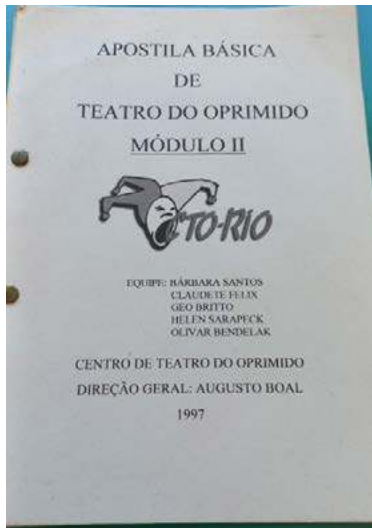 APOSTILA BÁSICA
DE
TEATRO DO OPRIMIDO
MÓDULO II
CTO-RIO
EQUIPE: BÁRBARA SANTOS
CLAUDETE FELIX
GEO BRITTO
HELEN SARAPECK
OLIVAR BENDELAK
CENTRO DE TEATRO DO OPRIMIDO
DIREÇÃO GERAL: AUGUSTO BOAL
1997